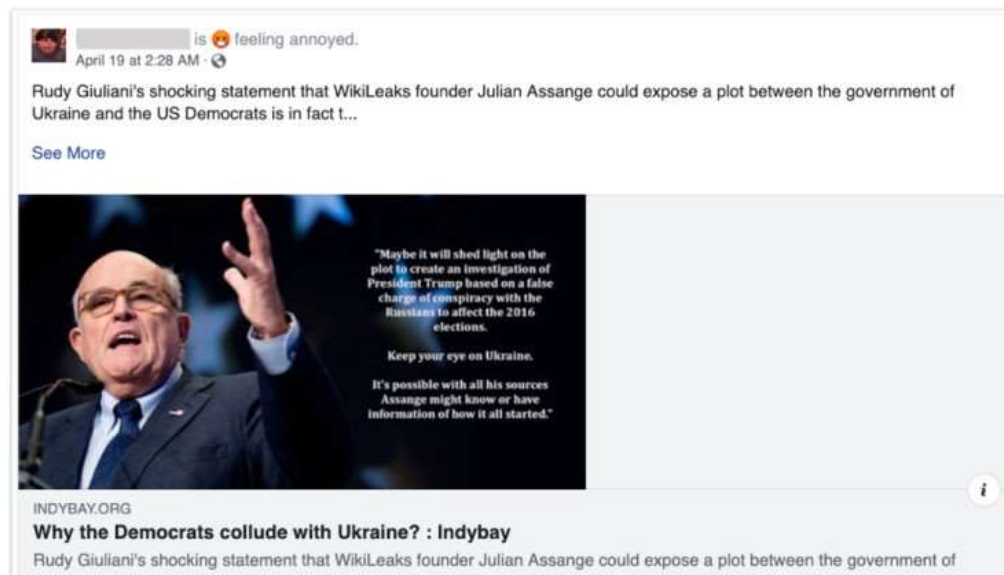 is feeling annoyed.
April 19 at 2:28 AM ·
Rudy Giuliani's shocking statement that WikiLeaks founder Julian Assange could expose a plot between the government of
Ukraine and the US Democrats is in fact t...
See More
"Maybe it will shed light on the
plot to create an investigation of
President Trump based on a false
charge of conspiracy with the
Russians to affect the 2016
elections.
Keep your eye on Ukraine.
It's possible with all his sources
Assange might know or have
information of how it all started."
i
INDYBAY.ORG
Why the Democrats collude with Ukraine? : Indybay
Rudy Giuliani's shocking statement that WikiLeaks founder Julian Assange could expose a plot between the government of